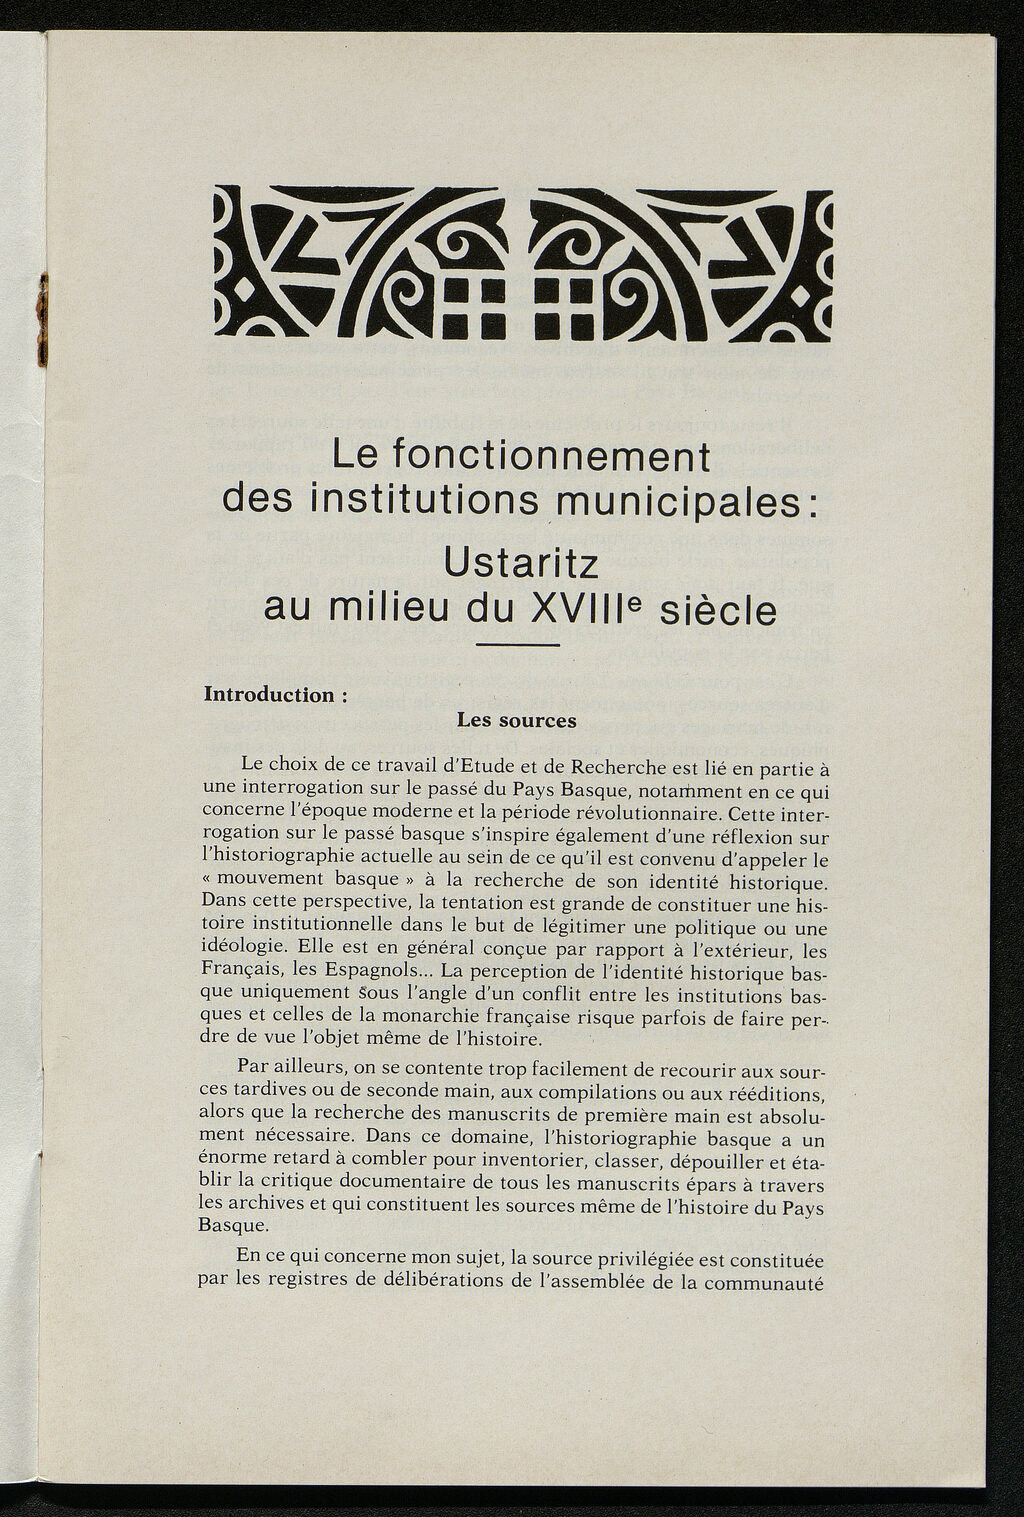 Le fonctionnement
des institutions municipales :
Ustaritz
au milieu du XVIIIe siècle
Introduction :
Les sources
Le choix de ce travail d'Etude et de Recherche est lié en partie à
une interrogation sur le passé du Pays Basque, notamment en ce qui
concerne l'époque moderne et la période révolutionnaire. Cette inter-
rogation sur le passé basque s'inspire également d'une réflexion sur
l'historiographie actuelle au sein de ce qu'il est convenu d'appeler le
« mouvement basque » à la recherche de son identité historique.
Dans cette perspective, la tentation est grande de constituer une his-
toire institutionnelle dans le but de légitimer une politique ou une
idéologie. Elle est en général conçue par rapport à l'extérieur, les
Français, les Espagnols... La perception de l'identité historique bas-
que uniquement sous l'angle d'un conflit entre les institutions bas-
ques et celles de la monarchie française risque parfois de faire per-
dre de vue l'objet même de l'histoire.
Par ailleurs, on se contente trop facilement de recourir aux sour-
ces tardives ou de seconde main, aux compilations ou aux rééditions,
alors que la recherche des manuscrits de première main est absolu-
ment nécessaire. Dans ce domaine, l'historiographie basque a un
énorme retard à combler pour inventorier, classer, dépouiller et éta-
blir la critique documentaire de tous les manuscrits épars à travers
les archives et qui constituent les sources même de l'histoire du Pays
Basque.
En ce qui concerne mon sujet, la source privilégiée est constituée
par les registres de délibérations de l'assemblée de la communauté